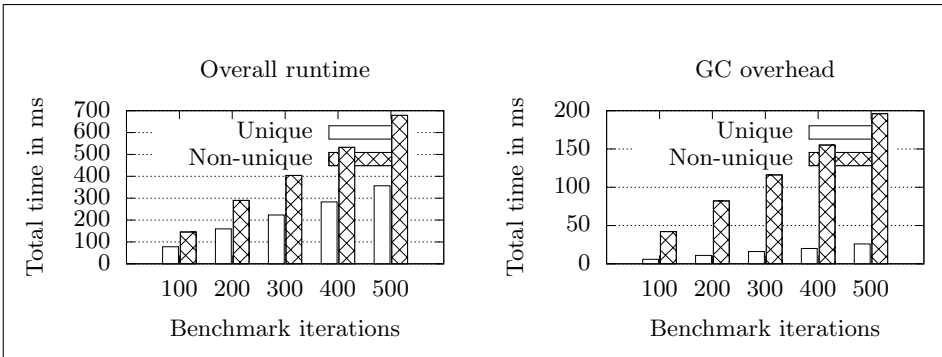 Overall runtime
Total time in ms
700
600
500
400
300
200
100
0
Unique
Non-unique
100 200 300 400 500
Benchmark iterations
GC overhead
Total time in ms
200
150
100
50
0
Unique
Non-unique
100 200 300 400 500
Benchmark iterations